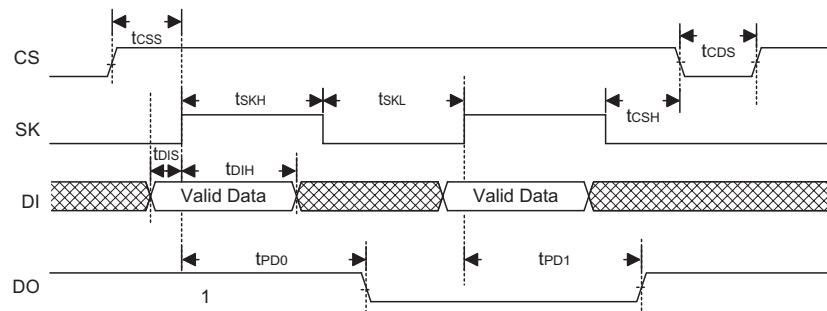 tCSS
CS
tCDS
tSKH
tSKL
tCSH
SK
tDIS
tDIH
DI
Valid Data
Valid Data
tPD0
tPD1
DO
1